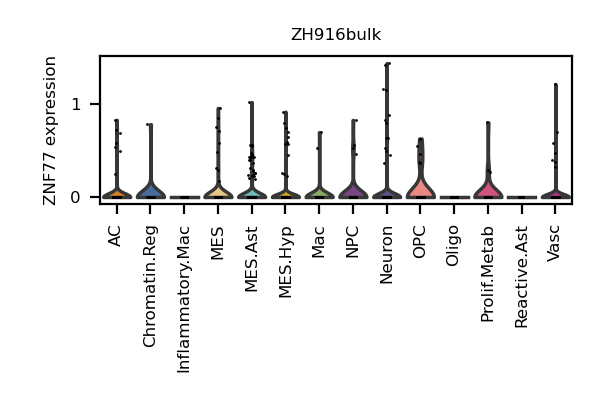 ZH916bulk
ZNF77 expression
1
0
AC
Chromatin.Reg
Inflammatory.Mac
MES
MES.Ast
MES.Hyp
Mac
NPC
Neuron
OPC
Oligo
Prolif.Metab
Reactive.Ast
Vasc